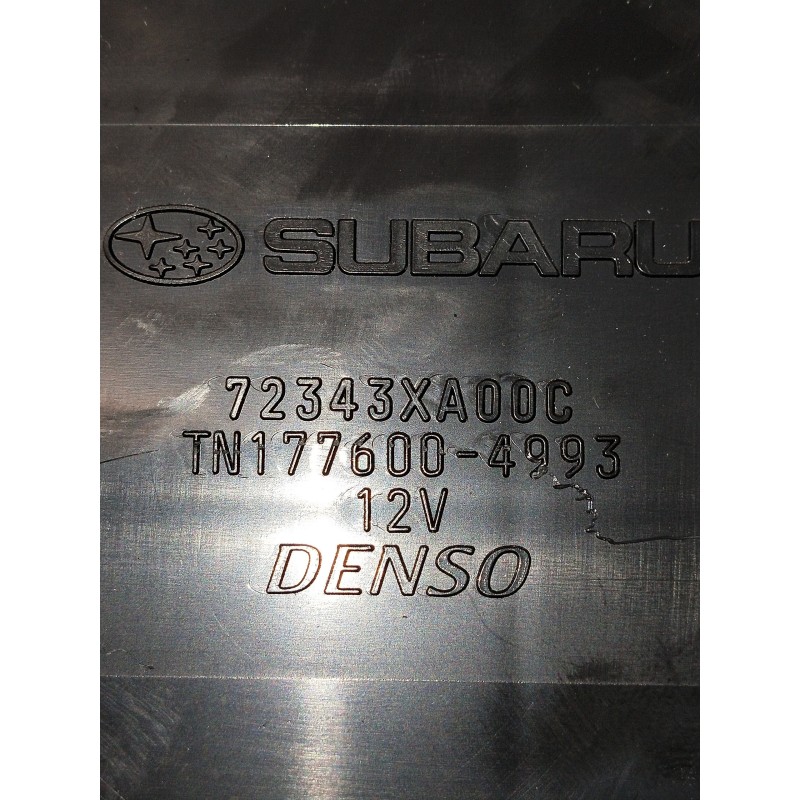 SUBARU
72343XA00C
TN177600-4993
12V
DENSO